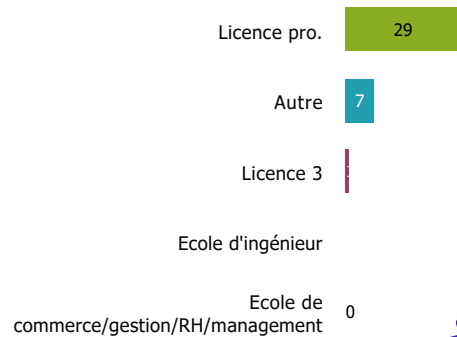 Licence pro. 29
Autre 7
Licence 3
Ecole d'ingénieur
Ecole de
commerce/gestion/RH/management 0